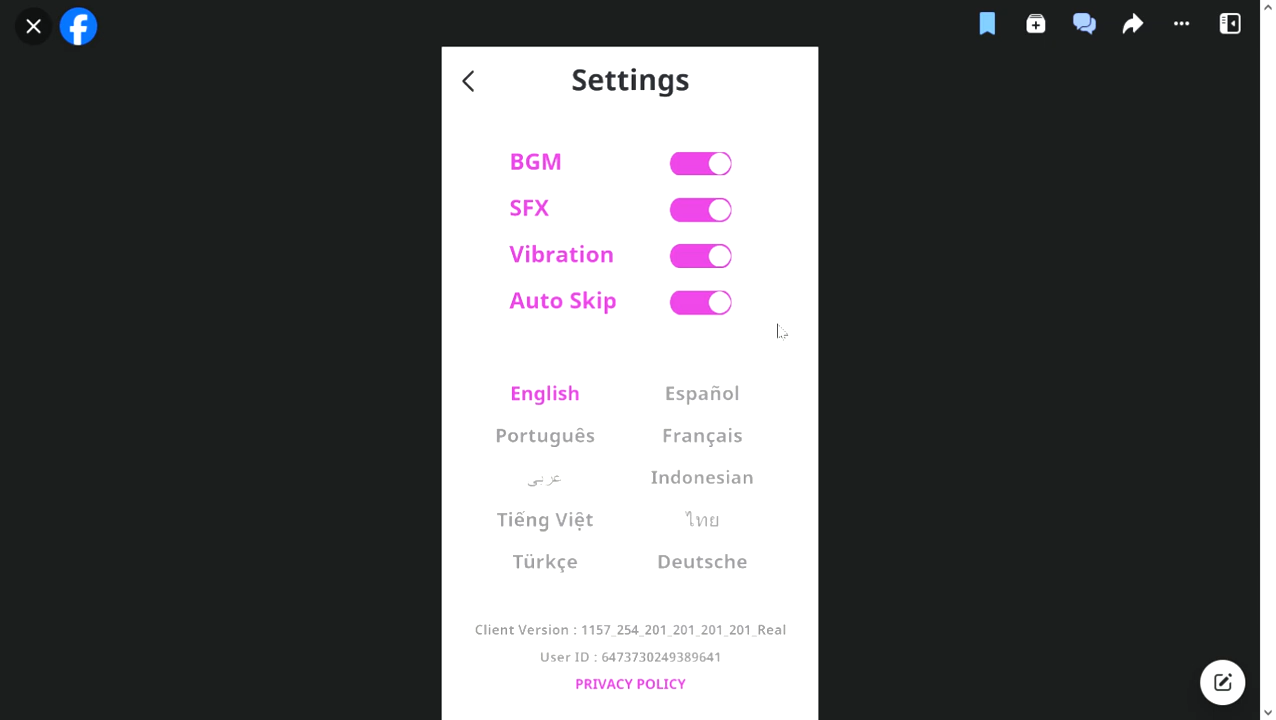 Settings
BGM
SFX
Vibration
Auto Skip
English
Español
Português
Français
عربى
Indonesian
Tiếng Việt
ไทย
Türkçe
Deutsche
Client Version : 1157_254_201_201_201_201_Real
User ID : 6473730249389641
PRIVACY POLICY